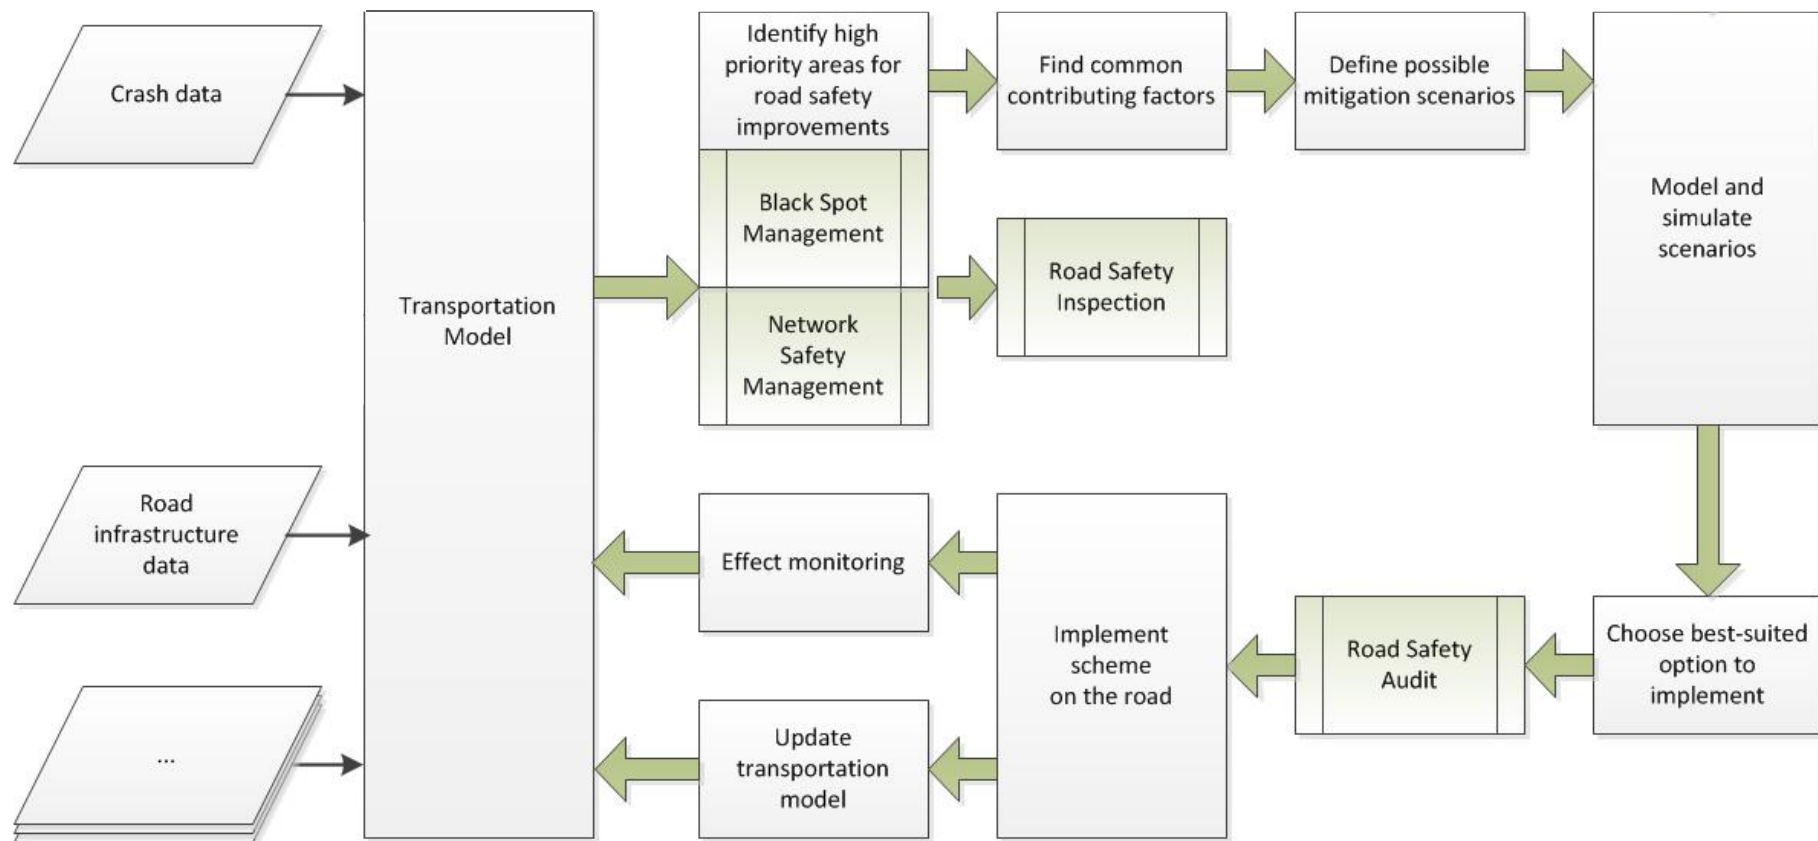 Crash data
Road
infrastructure
data
...
Transportation
Model
Identify high
priority areas for
road safety
improvements
Black Spot
Management
Network
Safety
Management
Find common
contributing factors
Road Safety
Inspection
Define possible
mitigation scenarios
Model and
simulate
scenarios
Choose best-suited
option to
implement
Road Safety
Audit
Implement
scheme
on the road
Effect monitoring
Update
transportation
model